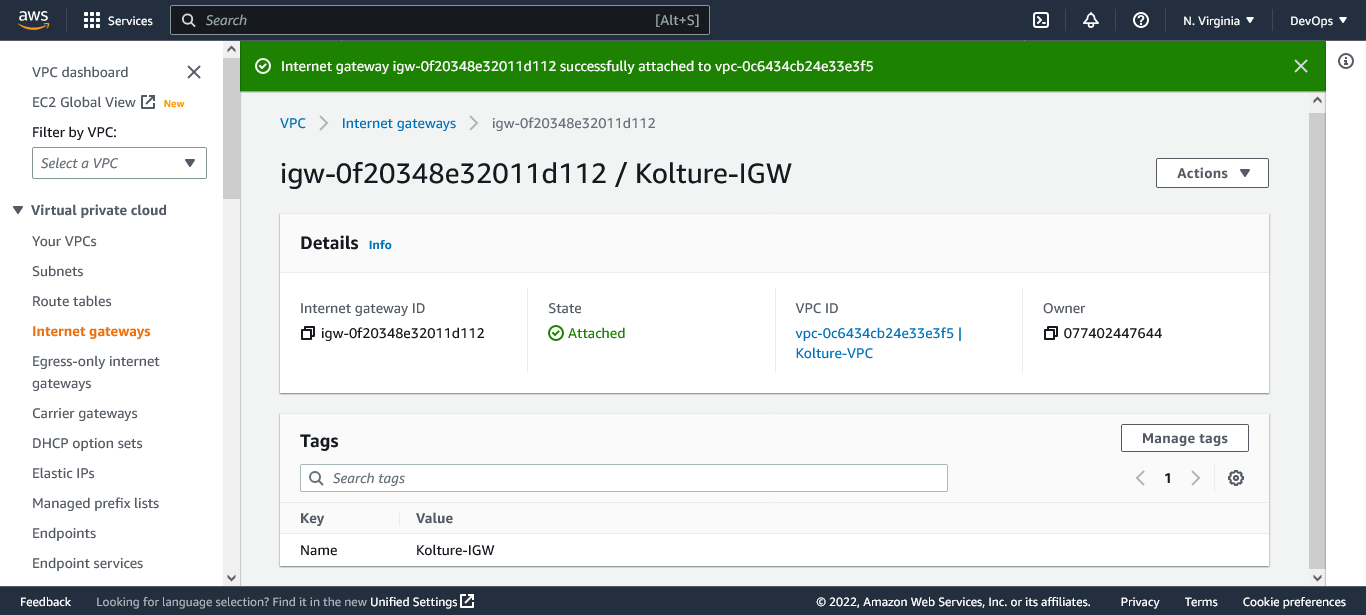 aws
Services
Search
[Alt+S]
N. Virginia
DevOps
VPC dashboard
EC2 Global View New
Filter by VPC:
Select a VPC
Virtual private cloud
Your VPCs
Subnets
Route tables
Internet gateways
Egress-only internet
gateways
Carrier gateways
DHCP option sets
Elastic IPs
Managed prefix lists
Endpoints
Endpoint services
Internet gateway igw-0f20348e32011d112 successfully attached to vpc-0c6434cb24e33e3f5
VPC
Internet gateways
igw-0f20348e32011d112
igw-0f20348e32011d112 / Kolture-IGW
Actions
Details Info
Internet gateway ID
igw-0f20348e32011d112
State
Attached
VPC ID
vpc-0c6434cb24e33e3f5 |
Kolture-VPC
Owner
077402447644
Tags
Manage tags
Search tags
1
Key
Value
Name
Kolture-IGW
Feedback
Looking for language selection? Find it in the new Unified Settings
© 2022, Amazon Web Services, Inc. or its affiliates.
Privacy
Terms
Cookie preferences